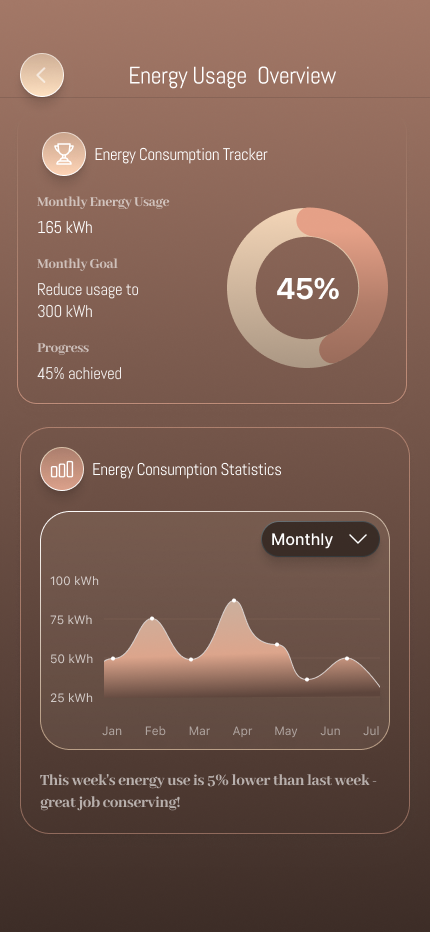 Energy Usage Overview
Energy Consumption Tracker
Monthly Energy Usage
165 kWh
Monthly Goal
Reduce usage to
300 kWh
Progress
45% achieved
45%
Energy Consumption Statistics
Monthly
100 kWh
75 kWh
50 kWh
25 kWh
Jan Feb Mar Apr May Jun Jul
This week's energy use is 5% lower than last week -
great job conserving!